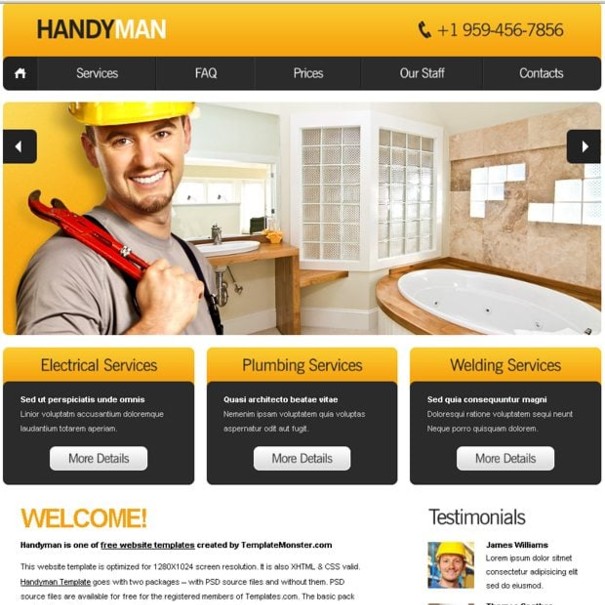 HANDYMAN
+1 959-456-7856
Services FAQ Prices Our Staff Contacts
Electrical Services
Sed ut perspiciatis unde omnis
Linior voluptatm accusantium doloremque
laudantium totarem aperiam.
More Details
Plumbing Services
Quasi architecto beatae vitae
Nemenim ipsam voluptatem quia voluptas
aspernatur odit aut fugit.
More Details
Welding Services
Sed quia consequuntur magni
Doloresqui ratione voluptatem sequi neunt
Neque porro quisquam dolorem.
More Details
WELCOME!
Handyman is one of free website templates created by TemplateMonster.com
This website template is optimized for 1280X1024 screen resolution. It is also XHTML & CSS valid.
Handyman Template goes with two packages – with PSD source files and without them. PSD
source files are available for free for the registered members of Templates.com. The basic pack
Testimonials
James Williams
Lorem ipsum dolor sitmet
consectetur adipisicing elit
sed do eiusmod.